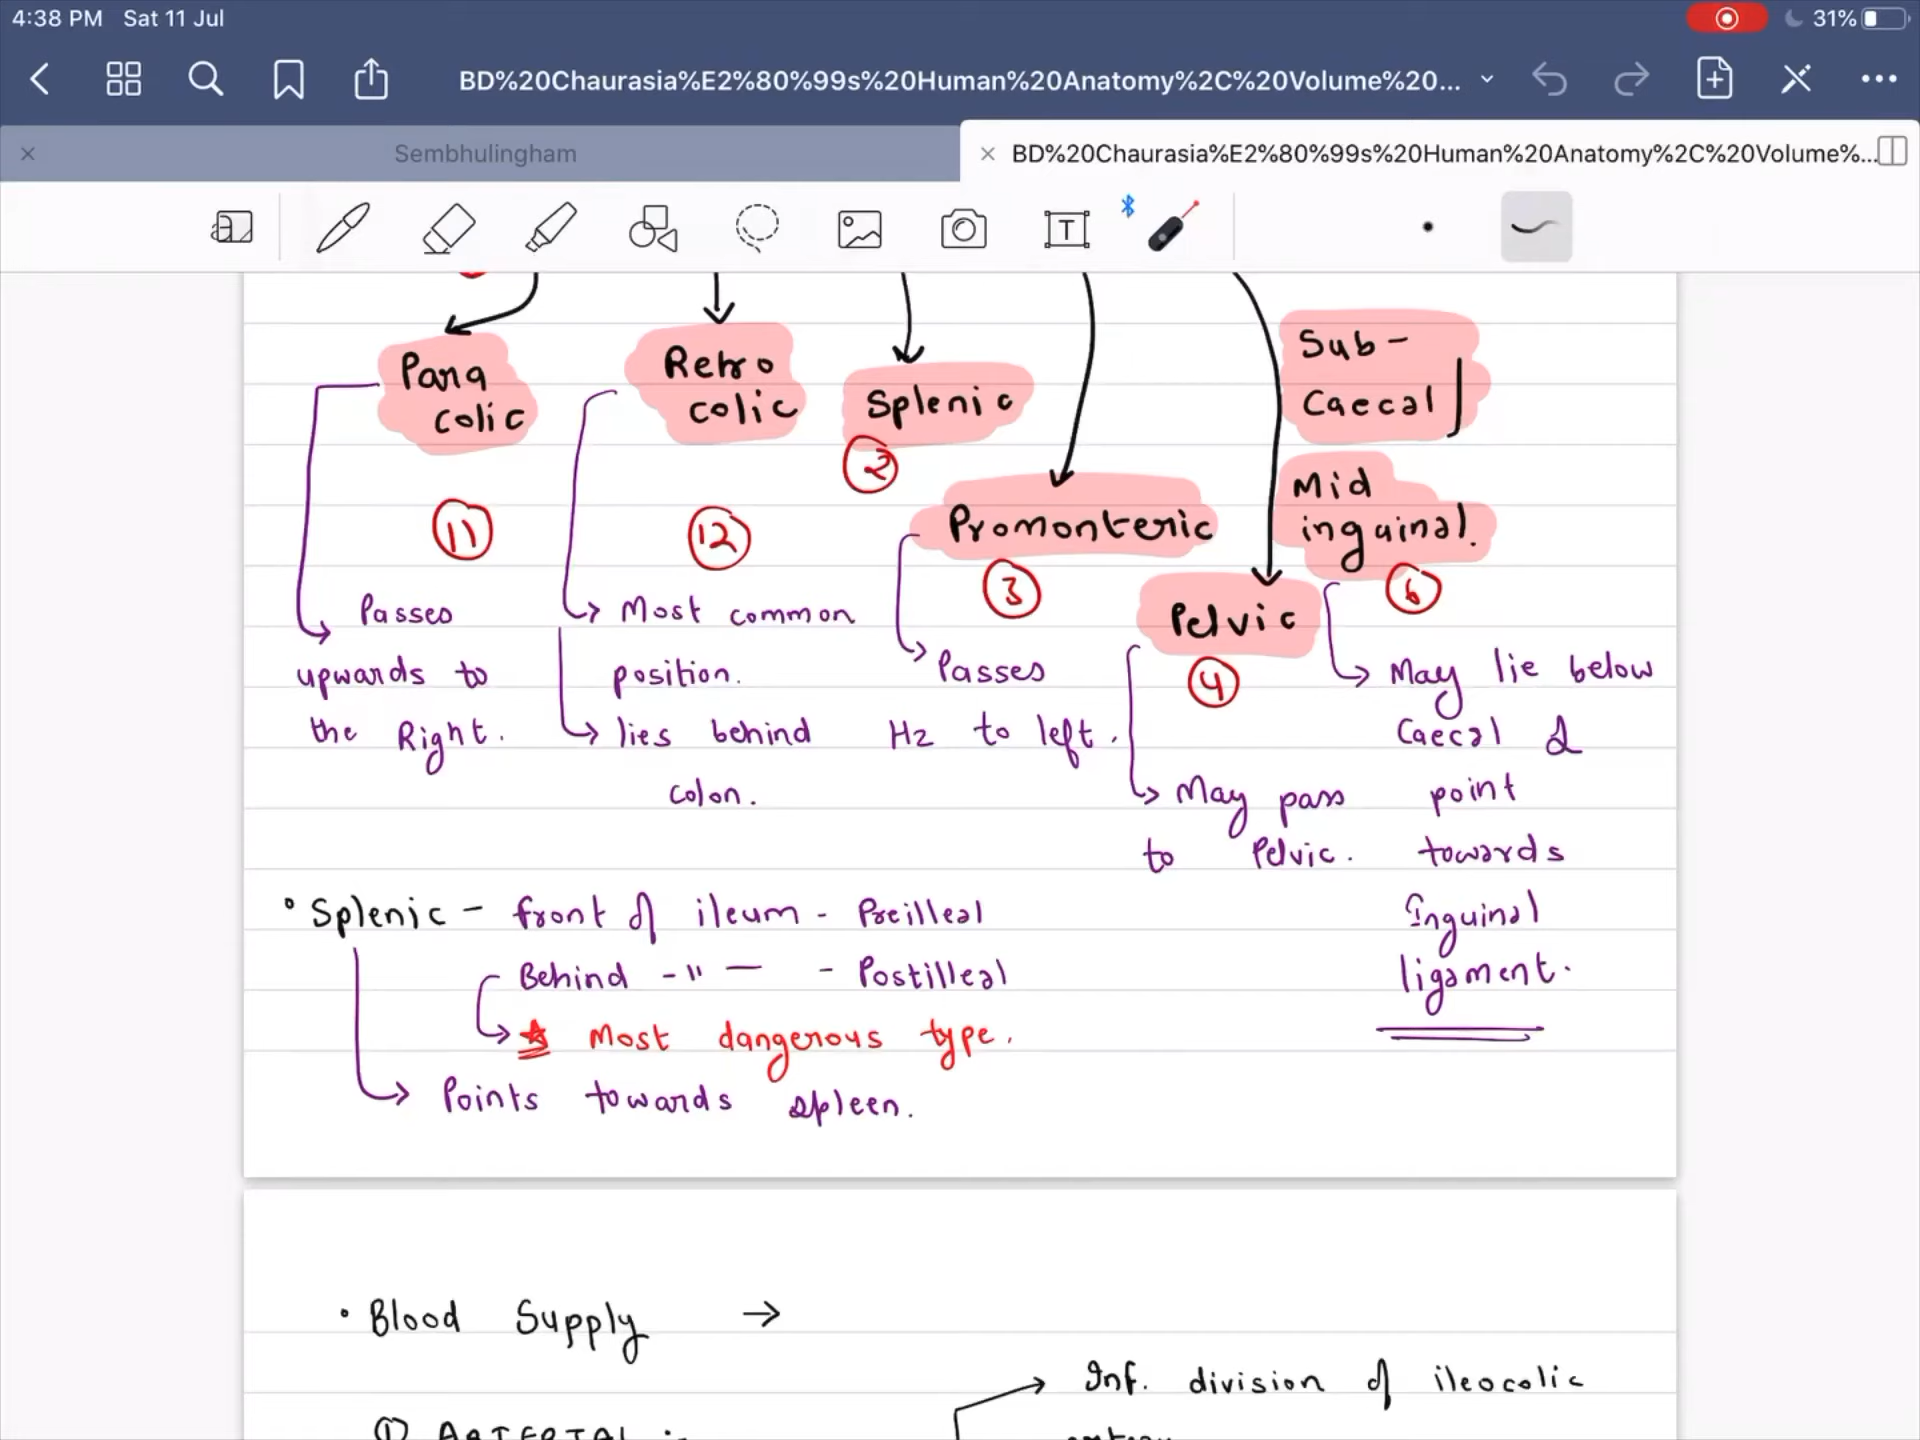 4:38 PM Sat 11 Jul
31%
BD%20Chaurasia%E2%80%99s%20Human%20Anatomy%2C%20Volume%20...
Sembhulingham
BD%20Chaurasia%E2%80%99s%20Human%20Anatomy%2C%20Volume%...
T
Para
colic
Retro
colic
Splenic
Sub-
Caecal
Mid
inguinal.
Promonteric
Pelvic
11
12
2
3
4
6
Passes
upwards to
the Right.
Most common
position.
lies behind
colon.
Passes
Hz to left.
May pass
to Pelvic.
May lie below
Caecal &
point
towards
Inguinal
ligament.
• Splenic - front of ileum - Preilleal
Behind -"- - Postilleal
Most dangerous type.
Points towards spleen.
• Blood Supply →
Inf. division of ileocolic
artery
① ARTERIAL :-